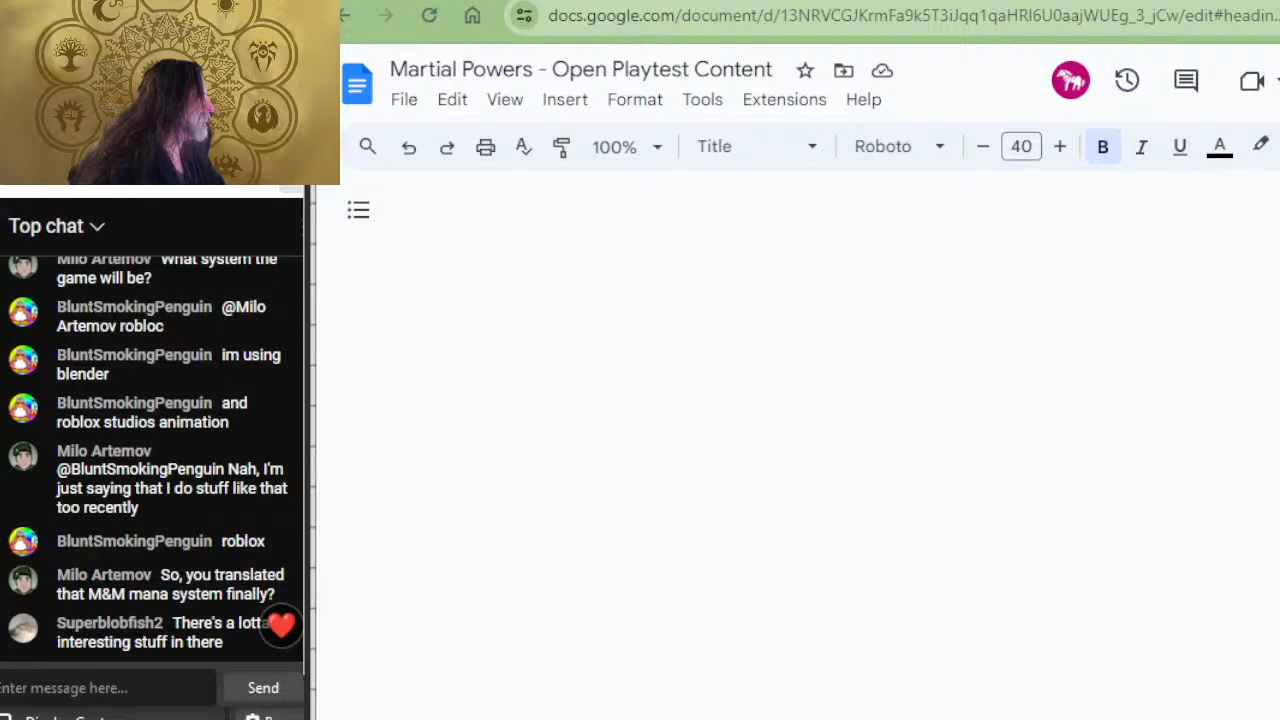 docs.google.com/document/d/13NRVCGJKrmFa9k5T3iJqq1qaHRl6U0aajWUEg_3_jCw/edit#headin...
Martial Powers - Open Playtest Content
File Edit View Insert Format Tools Extensions Help
100% Title Roboto 40 B I U A
Top chat
Milo Artemov What system the
game will be?
BluntSmokingPenguin @Milo
Artemov robloc
BluntSmokingPenguin im using
blender
BluntSmokingPenguin and
roblox studios animation
Milo Artemov
@BluntSmokingPenguin Nah, I'm
just saying that I do stuff like that
too recently
BluntSmokingPenguin roblox
Milo Artemov So, you translated
that M&M mana system finally?
Superblobfish2 There's a lotta
interesting stuff in there
Enter message here...
Send